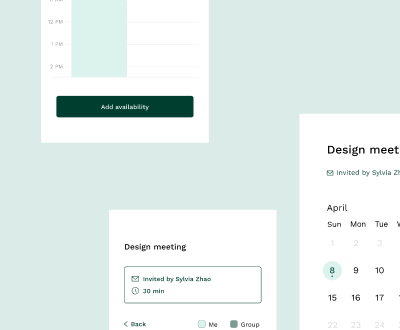 12 PM
1 PM
2 PM
Add availability
Design meeting
Invited by Sylvia Zhao
30 min
Back
Me
Group
Design meet
Invited by Sylvia Zh
April
Sun Mon Tue
1 2 3
8 9 10
15 16 17
22 23 24